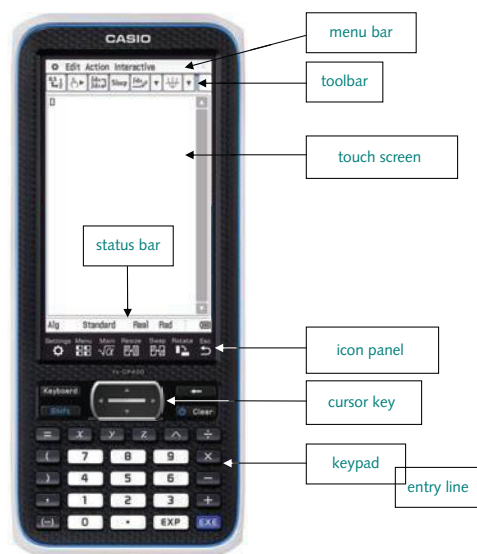 CASIO
Edit Action Interactive
menu bar
toolbar
touch screen
status bar
Alg Standard Real Rad
Settings Menu Main Resize Swap Rotate Esc
icon panel
fx-CP400
Keyboard
Shift
Clear
cursor key
= x y z ^ ÷
( 7 8 9 ×
) 4 5 6 −
, 1 2 3 +
(−) 0 . EXP EXE
keypad
entry line